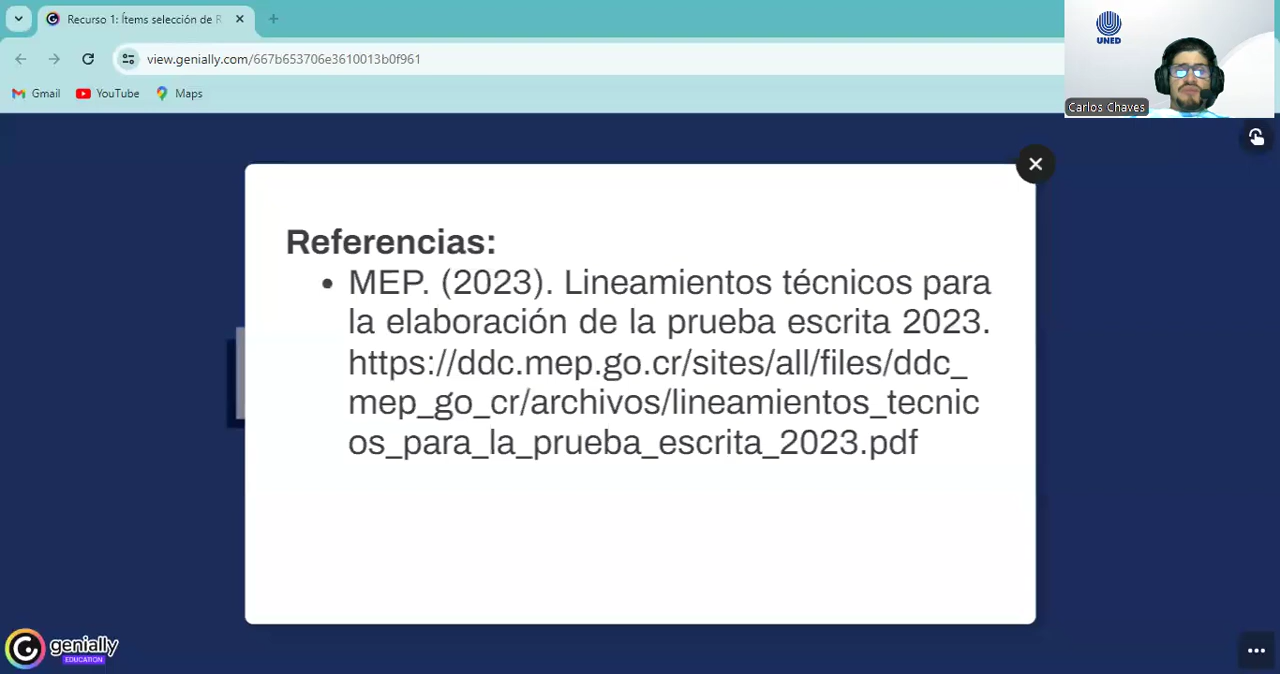 Recurso 1: Ítems selección de R
view.genially.com/667b653706e3610013b0f961
Gmail
YouTube
Maps
UNED
Carlos Chaves
Referencias:
• MEP. (2023). Lineamientos técnicos para
la elaboración de la prueba escrita 2023.
https://ddc.mep.go.cr/sites/all/files/ddc_
mep_go_cr/archivos/lineamientos_tecnic
os_para_la_prueba_escrita_2023.pdf
genially
EDUCATION